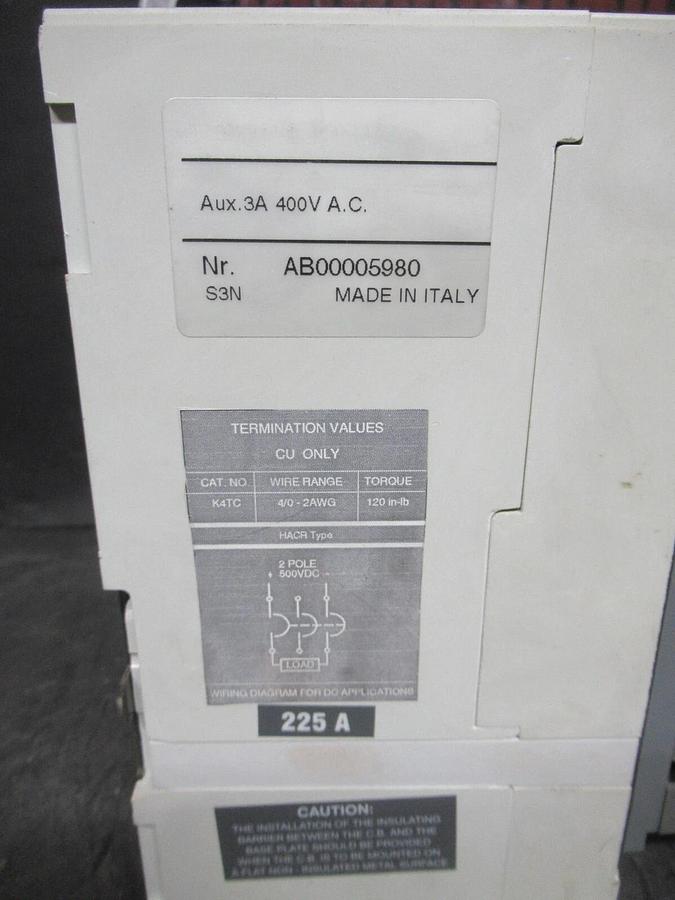 Aux.3A 400V A.C.
Nr. AB00005980
S3N MADE IN ITALY
TERMINATION VALUES
CU ONLY
CAT. NO. WIRE RANGE TORQUE
K4TC 4/0 - 2AWG 120 in-lb
HACR Type
2 POLE
500VDC
LOAD
WIRING DIAGRAM FOR DC APPLICATIONS
225 A
CAUTION:
THE INSTALLATION OF THE INSULATING
BARRIER BETWEEN THE C.B. AND THE
BASE PLATE SHOULD BE PROVIDED
WHEN THE C.B. IS TO BE MOUNTED ON
A FLAT NON - INSULATED METAL SURFACE